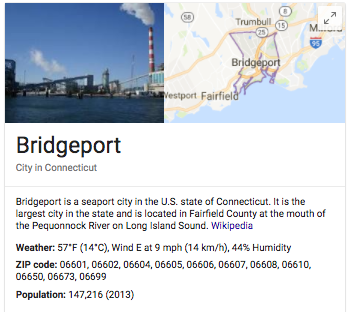 58
8
Trumbull
25
15
95
Bridgeport
Westport
Fairfield
Bridgeport
City in Connecticut
Bridgeport is a seaport city in the U.S. state of Connecticut. It is the
largest city in the state and is located in Fairfield County at the mouth of
the Pequonnock River on Long Island Sound. Wikipedia
Weather: 57°F (14°C), Wind E at 9 mph (14 km/h), 44% Humidity
ZIP code: 06601, 06602, 06604, 06605, 06606, 06607, 06608, 06610,
06650, 06673, 06699
Population: 147,216 (2013)